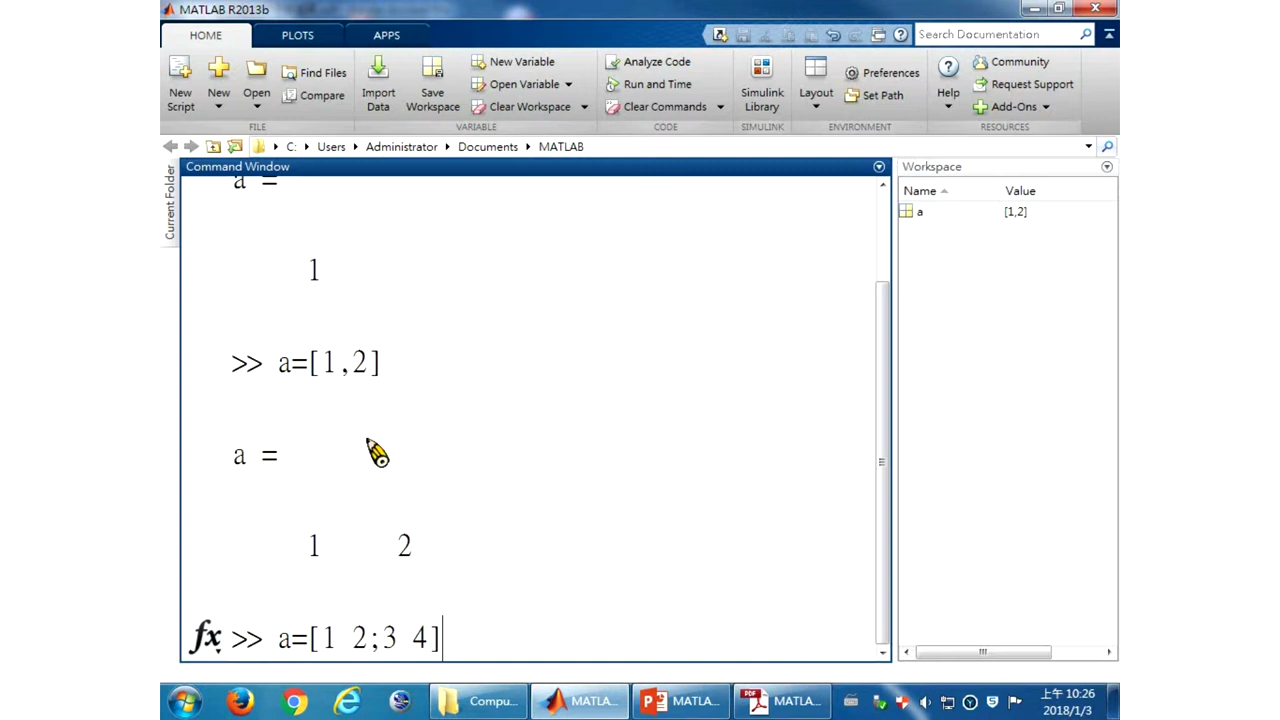 MATLAB R2013b
HOME PLOTS APPS
Search Documentation
New Script
New
Open
Find Files
Compare
Import Data
Save Workspace
New Variable
Open Variable
Clear Workspace
Analyze Code
Run and Time
Clear Commands
Simulink Library
Layout
Preferences
Set Path
Help
Community
Request Support
Add-Ons
FILE VARIABLE CODE SIMULINK ENVIRONMENT RESOURCES
C: Users Administrator Documents MATLAB
Current Folder
Command Window
Workspace
Name Value
a [1,2]
a =
1
>> a=[1,2]
a =
1 2
fx >> a=[1 2;3 4]
Compu... MATLA... MATLA... MATLA...
上午 10:26
2018/1/3